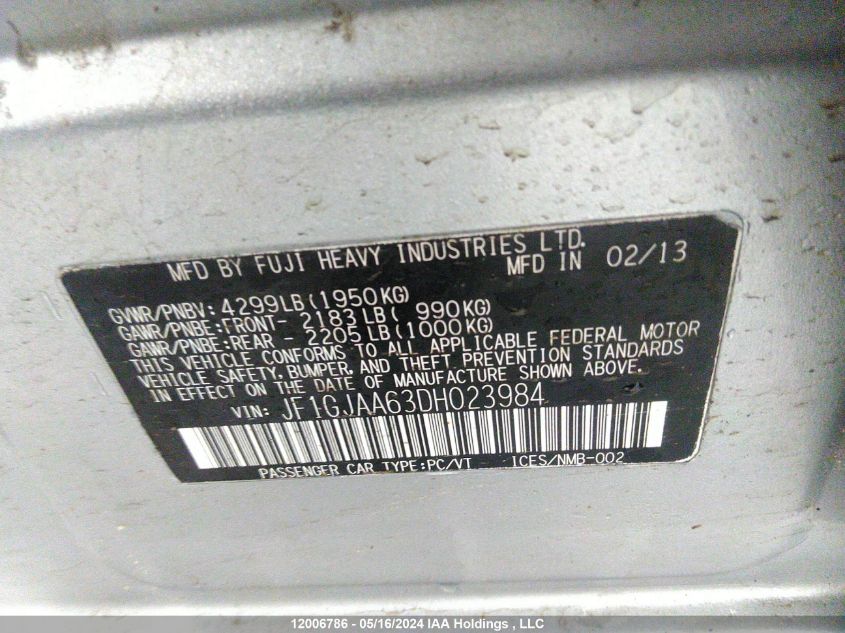 MFD BY FUJI HEAVY INDUSTRIES LTD.
MFD IN 02/13
GVWR/PNBV: 4299LB(1950KG)
GAWR/PNBE:FRONT- 2183LB( 990KG)
GAWR/PNBE:REAR - 2205LB(1000KG)
THIS VEHICLE CONFORMS TO ALL APPLICABLE FEDERAL MOTOR
VEHICLE SAFETY, BUMPER, AND THEFT PREVENTION STANDARDS
IN EFFECT ON THE DATE OF MANUFACTURE SHOWN ABOVE.
VIN: JF1GJAA63DH023984
PASSENGER CAR TYPE:PC/VT ICES/NMB-002
12006786 - 05/16/2024 IAA Holdings , LLC